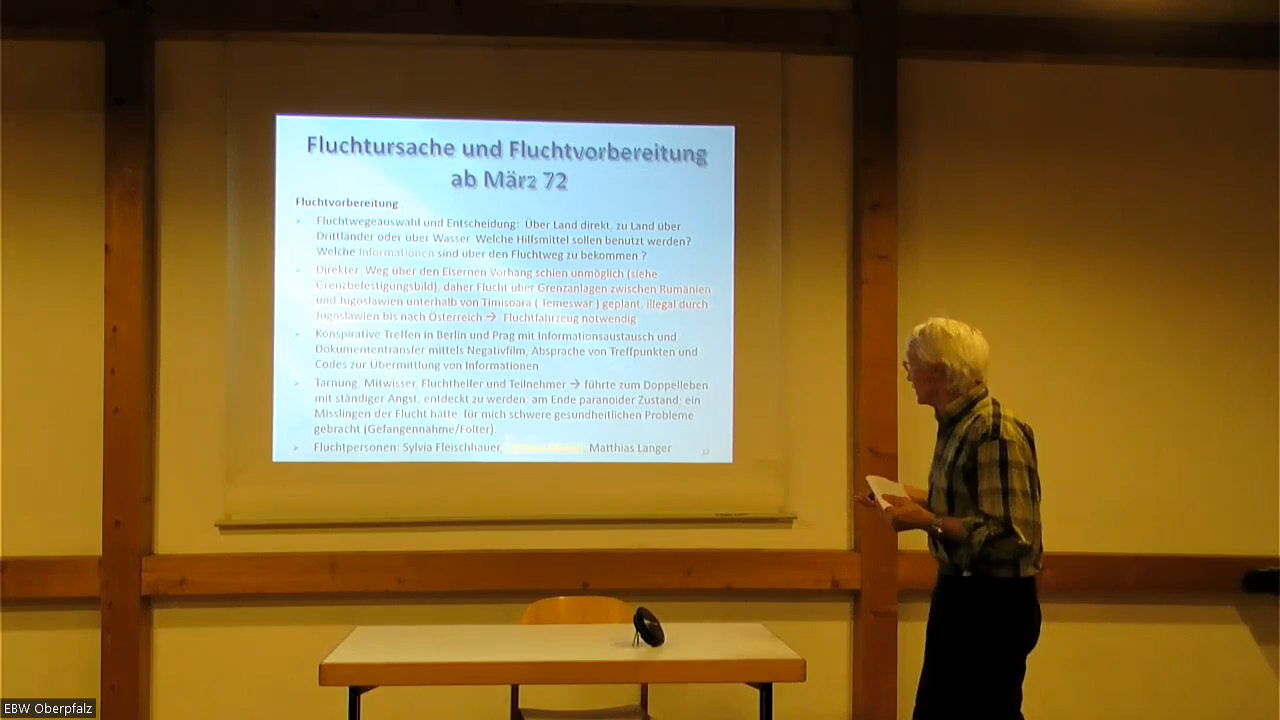 Fluchtursache und Fluchtvorbereitung
ab März 72
Fluchtvorbereitung
Fluchtwegeauswahl und Entscheidung: Über Land direkt, zu Land über
Drittländer oder über Wasser. Welche Hilfsmittel sollen benutzt werden?
Welche Informationen sind über den Fluchtweg zu bekommen ?
Direkter Weg über den Eisernen Vorhang schien unmöglich (siehe
Grenzbefestigungsbild), daher Flucht über Grenzanlagen zwischen Rumänien
und Jugoslawien unterhalb von Timisoara ( Temeswar ) geplant, illegal durch
Jugoslawien bis nach Österreich → Fluchtfahrzeug notwendig
Konspirative Treffen in Berlin und Prag mit Informationsaustausch und
Dokumententransfer mittels Negativfilm, Absprache von Treffpunkten und
Codes zur Übermittlung von Informationen
Tarnung, Mitwisser, Fluchthelfer und Teilnehmer → führte zum Doppelleben
mit ständiger Angst, entdeckt zu werden; am Ende paranoider Zustand; ein
Misslingen der Flucht hätte für mich schwere gesundheitlichen Probleme
gebracht (Gefangennahme/Folter)
Fluchtpersonen: Sylvia Fleischhauer, Matthias Langer
12
EBW Oberpfalz